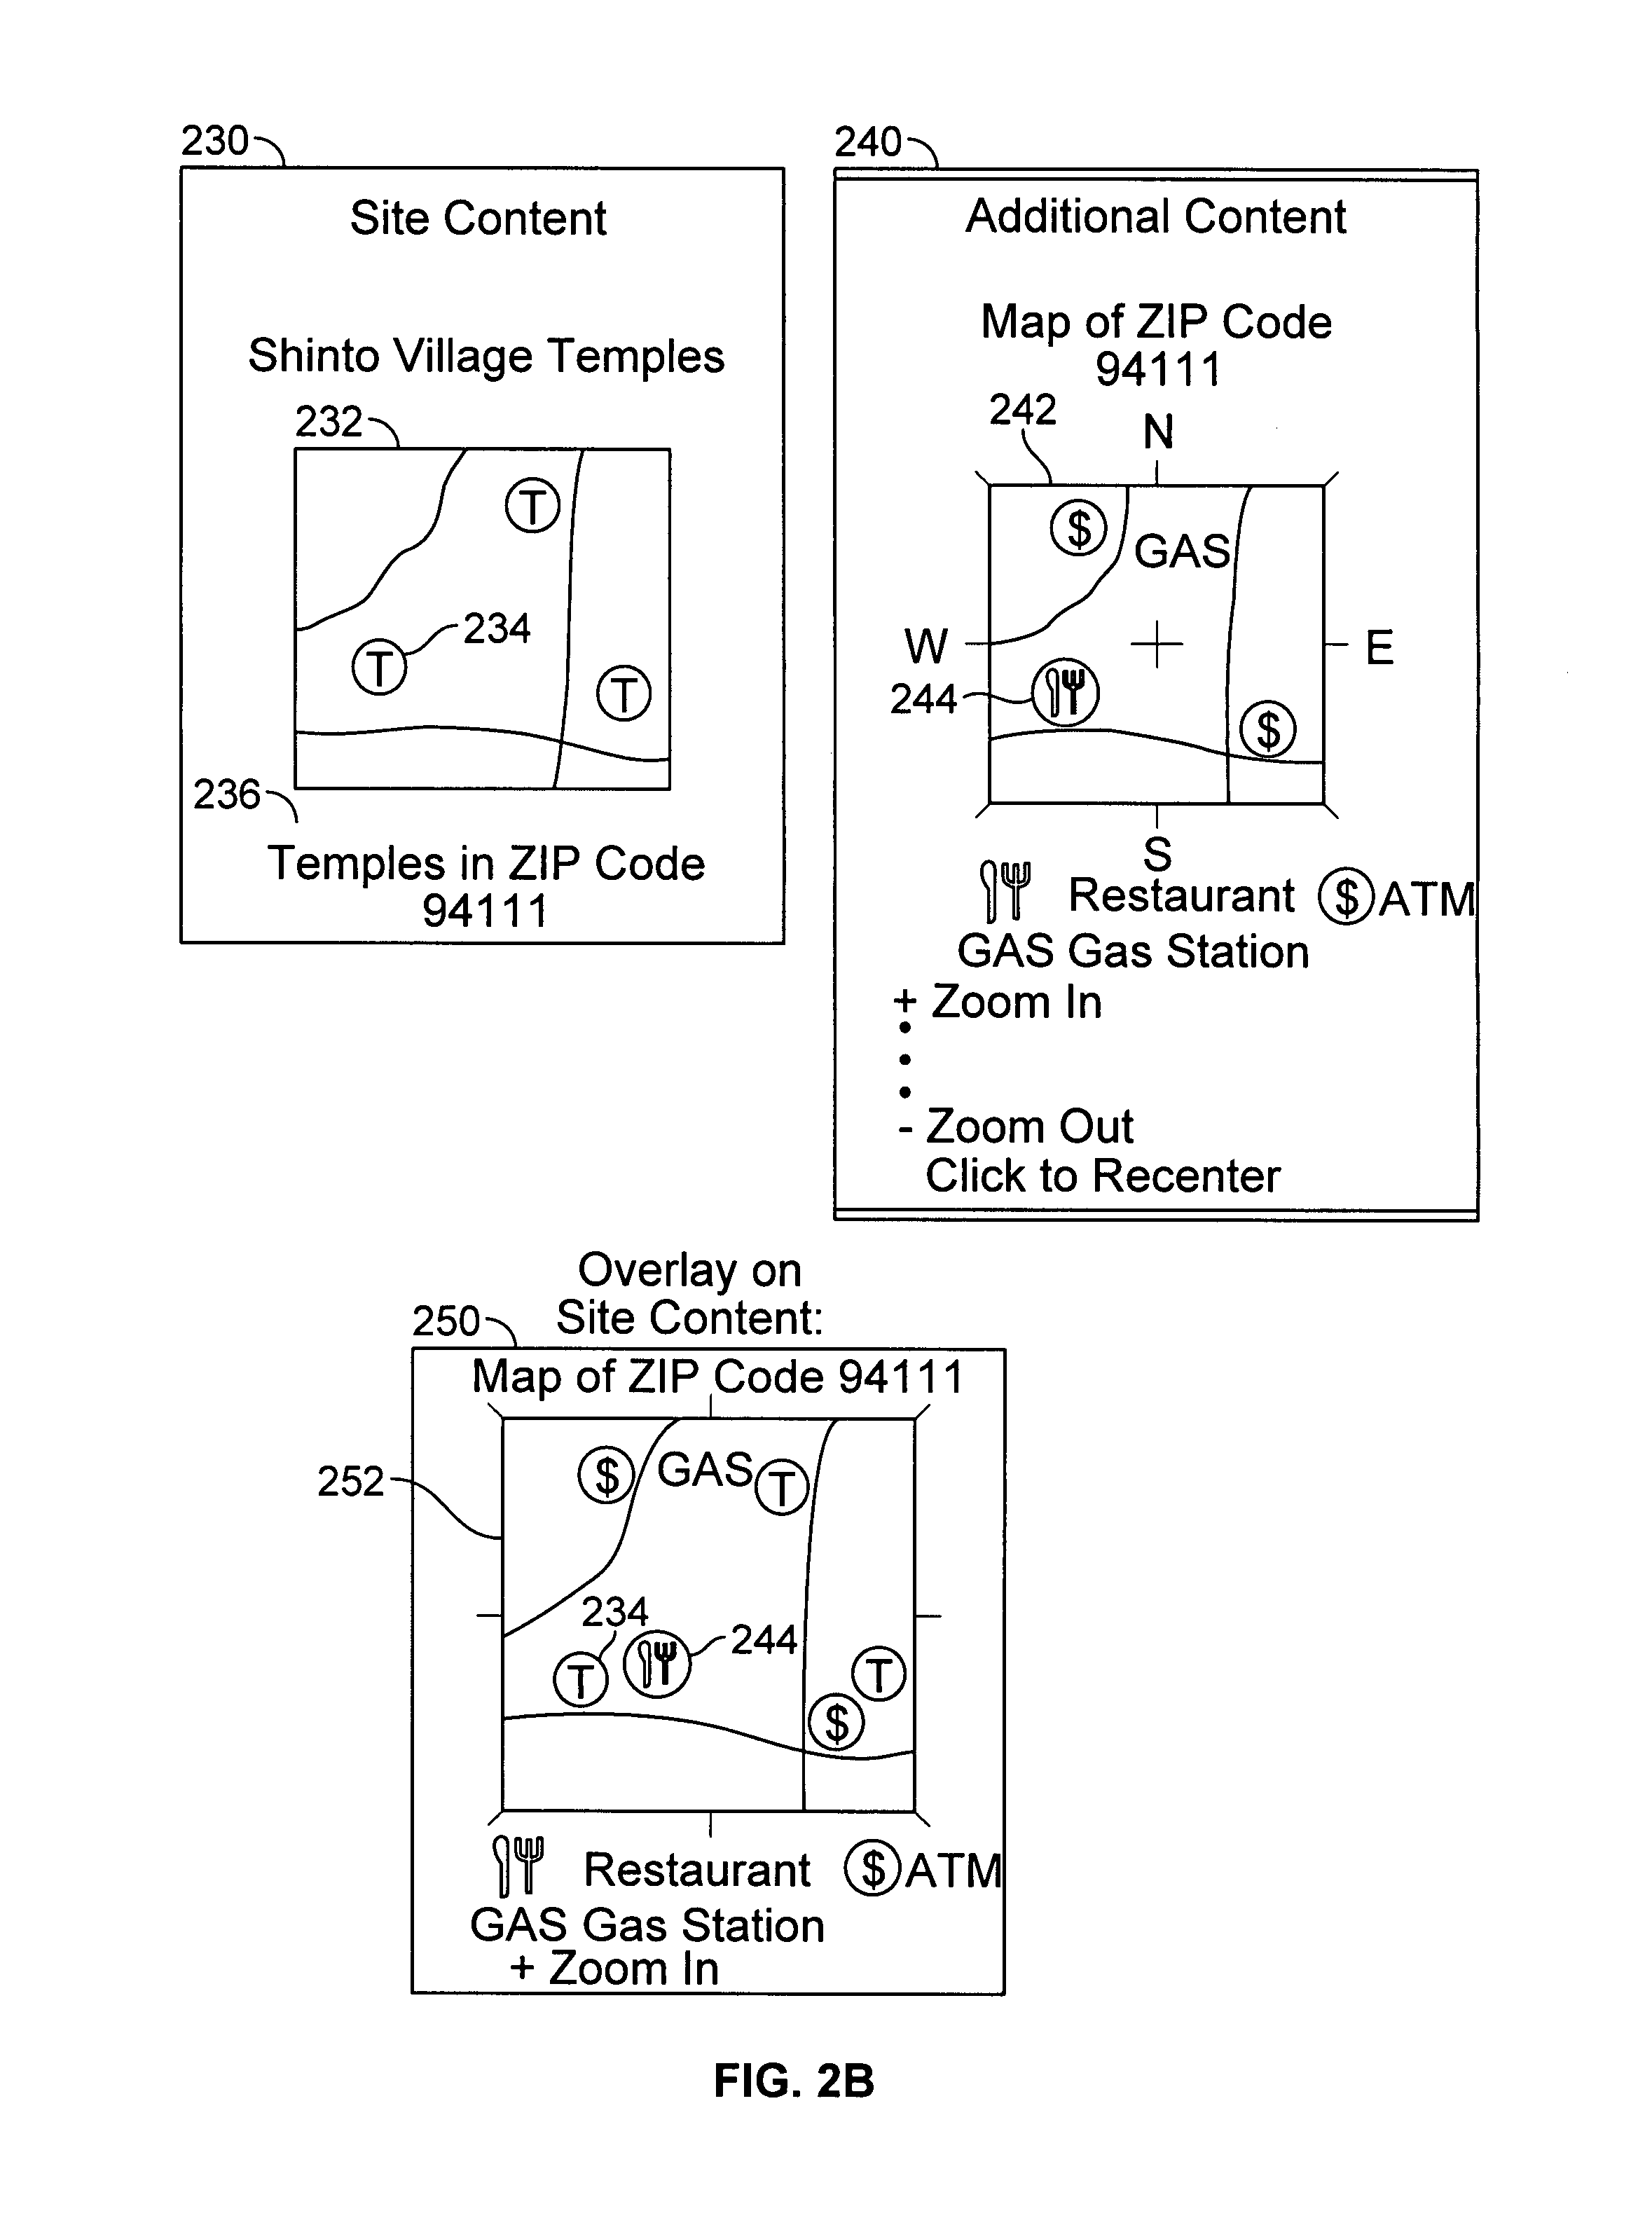 230
Site Content
Shinto Village Temples
232
T
234
T
T
236
Temples in ZIP Code
94111
240
Additional Content
Map of ZIP Code
94111
242
N
$
GAS
W
E
244
$
S
Restaurant $ ATM
GAS Gas Station
+ Zoom In
- Zoom Out
Click to Recenter
Overlay on
Site Content:
250
Map of ZIP Code 94111
252
$ GAS T
234
244
T
T
$
Restaurant $ ATM
GAS Gas Station
+ Zoom In
FIG. 2B